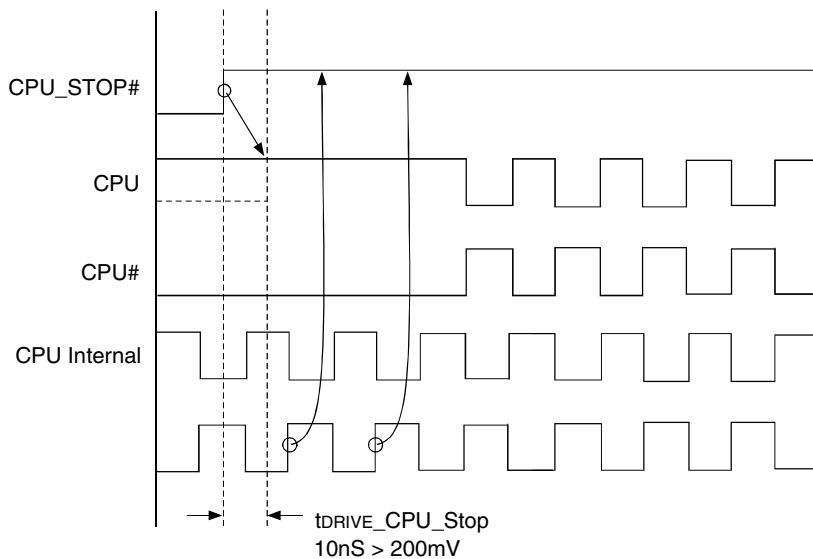 CPU_STOP#
CPU
CPU#
CPU Internal
tDRIVE_CPU_Stop
10nS > 200mV